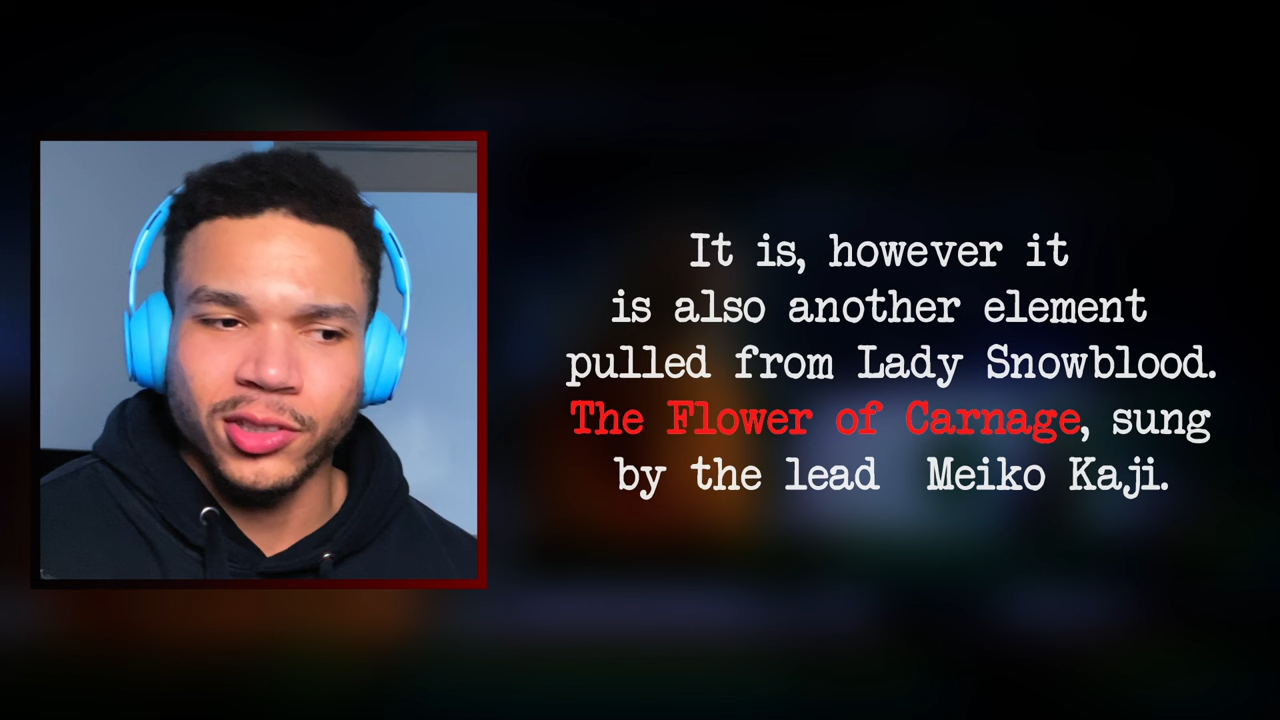 It is, however it
is also another element
pulled from Lady Snowblood.
The Flower of Carnage, sung
by the lead  Meiko Kaji.